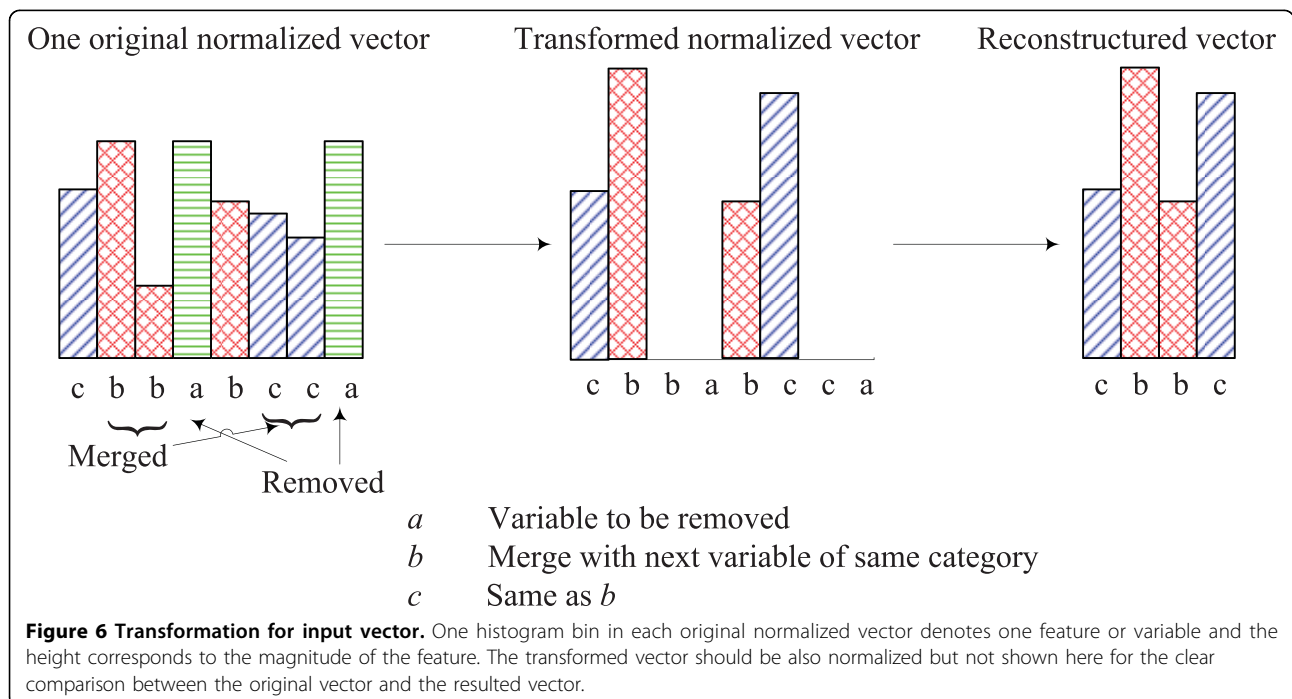 One original normalized vector Transformed normalized vector Reconstructured vector
c b b a b c c a c b b a b c c a c b b c
Merged
Removed
a Variable to be removed
b Merge with next variable of same category
c Same as b
Figure 6 Transformation for input vector. One histogram bin in each original normalized vector denotes one feature or variable and the
height corresponds to the magnitude of the feature. The transformed vector should be also normalized but not shown here for the clear
comparison between the original vector and the resulted vector.